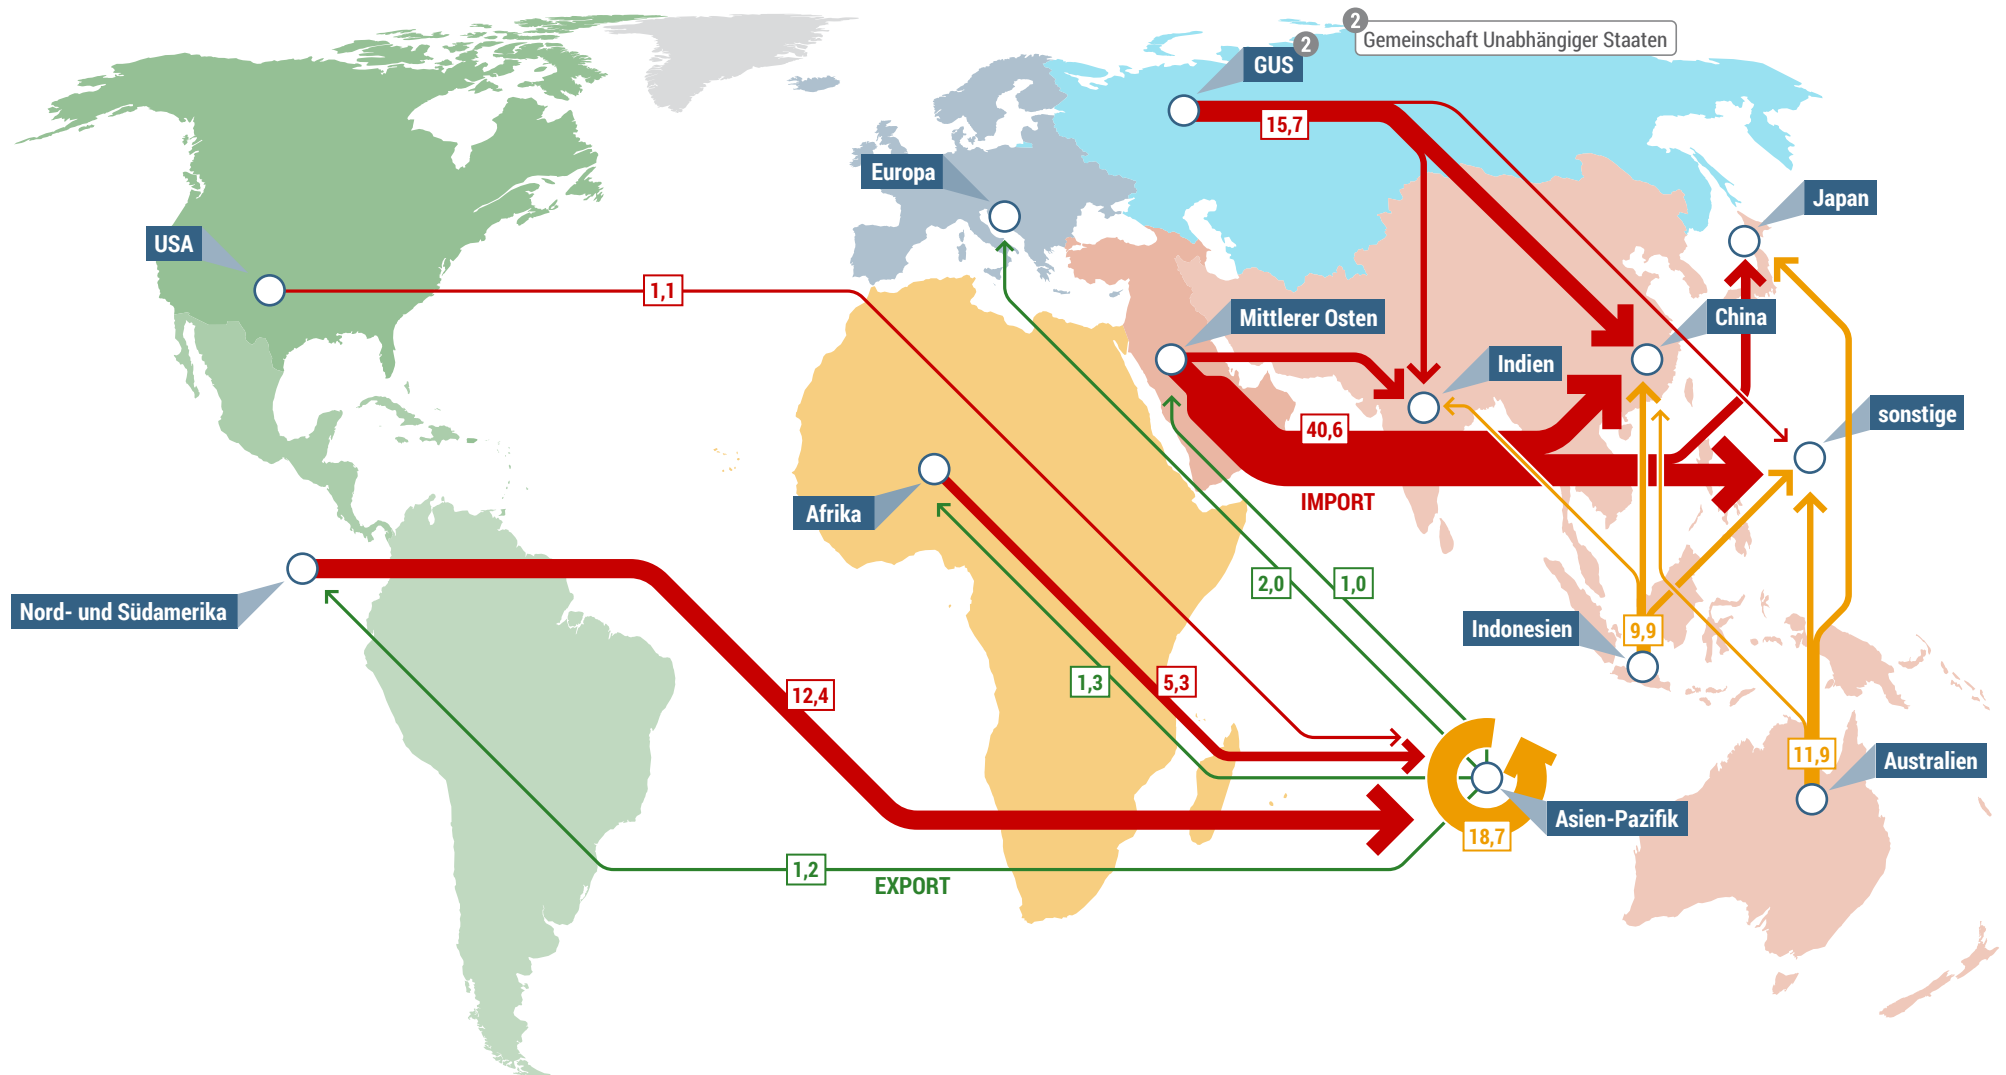 2
Gemeinschaft Unabhängiger Staaten
2
GUS
15,7
Europa
Japan
USA
1,1
Mittlerer Osten
China
Indien
sonstige
40,6
IMPORT
Afrika
2,0
1,0
Nord- und Südamerika
Indonesien
9,9
1,3
5,3
12,4
11,9
Australien
Asien-Pazifik
18,7
1,2
EXPORT